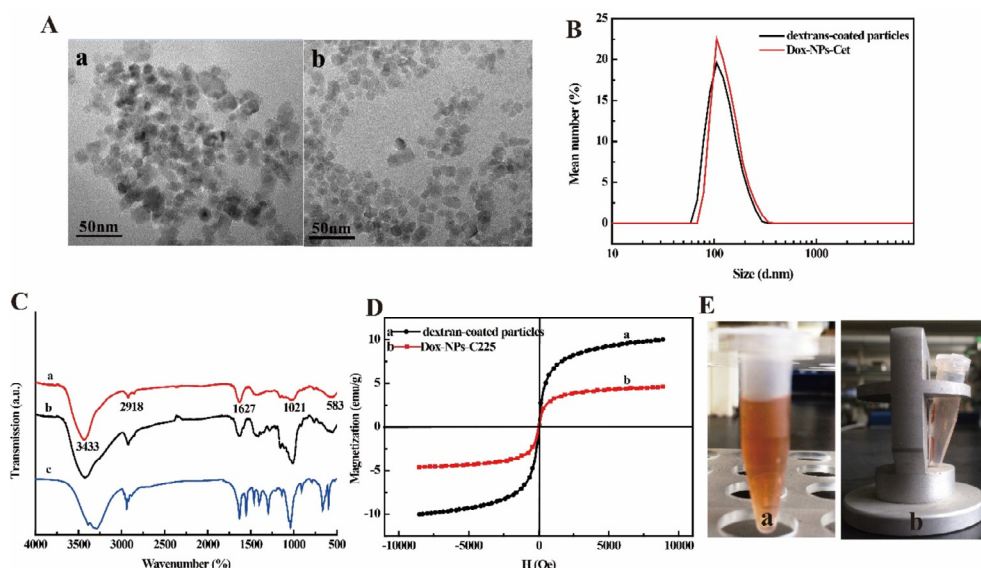 A
a
50nm
b
50nm
B
dextrans-coated particles
Dox-NPs-Cet
Mean number (%)
25
20
15
10
5
0
10
100
1000
Size (d.nm)
C
Transmission (a.u.)
a
b
c
3433
2918
1627
1021
583
4000
3500
3000
2500
2000
1500
1000
500
Wavenumber (%)
D
a dextran-coated particles
b Dox-NPs-C225
a
b
Magnetization (emu/g)
10
5
0
-5
-10
-10000
-5000
0
5000
10000
H (Oe)
E
a
b